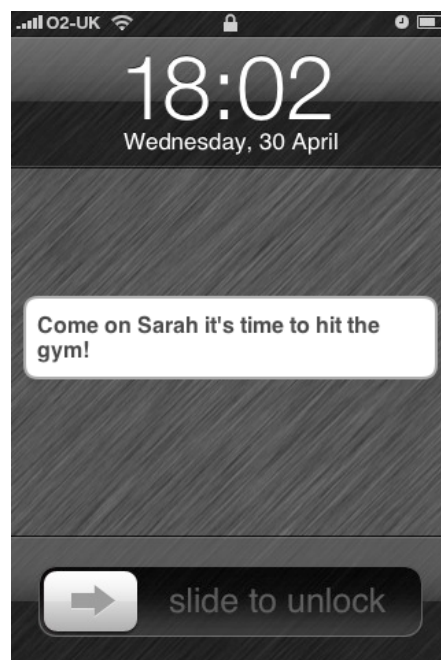 O2-UK
18:02
Wednesday, 30 April
Come on Sarah it's time to hit the
gym!
slide to unlock